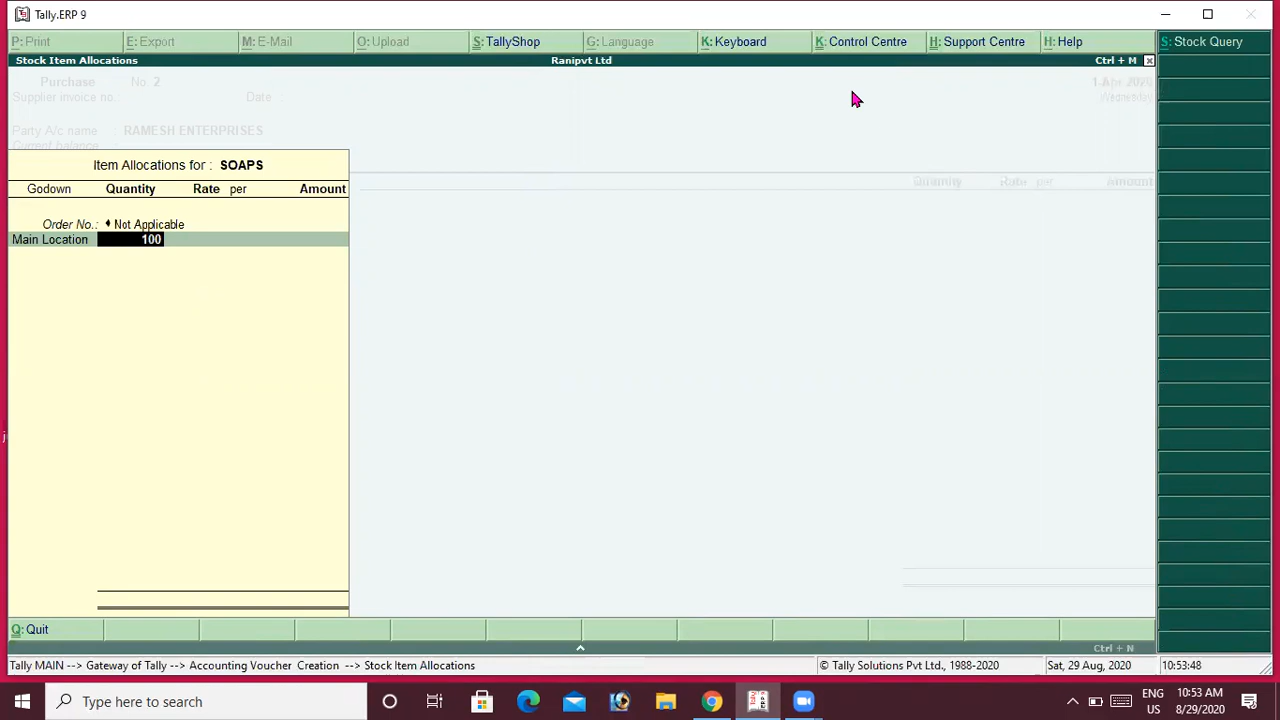 Tally.ERP 9
P: Print E: Export M: E-Mail O: Upload S: TallyShop G: Language K: Keyboard K: Control Centre H: Support Centre H: Help S: Stock Query
Stock Item Allocations Ranipvt Ltd Ctrl + M
Purchase No. 2 1-Apr-2020
Supplier invoice no.: Date : Wednesday
Party A/c name : RAMESH ENTERPRISES
Current balance :
Item Allocations for : SOAPS
Godown Quantity Rate per Amount
Quantity Rate per Amount
Order No.: ♦ Not Applicable
Main Location 100
Q: Quit
Ctrl + N
Tally MAIN --> Gateway of Tally --> Accounting Voucher Creation --> Stock Item Allocations © Tally Solutions Pvt Ltd., 1988-2020 Sat, 29 Aug, 2020 10:53:48
Type here to search
ENG
US
10:53 AM
8/29/2020